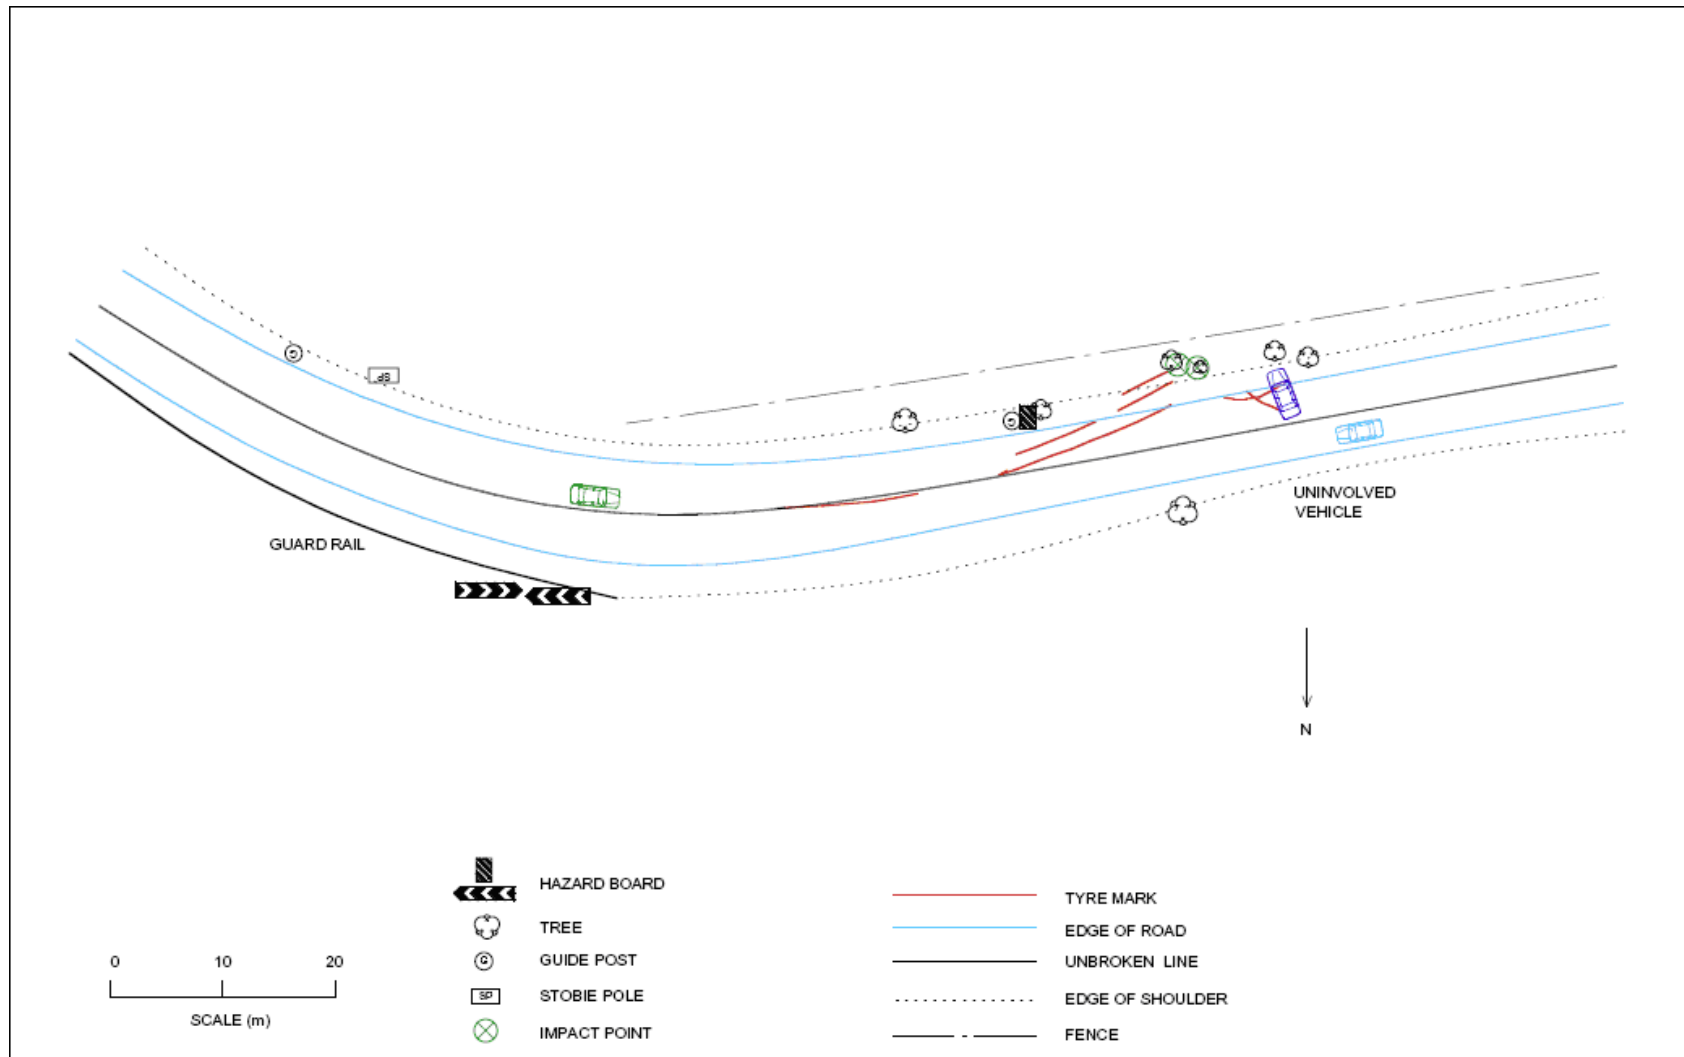 G
SP
G
UNINVOLVED
VEHICLE
GUARD RAIL
N
HAZARD BOARD
TREE
G
GUIDE POST
SP
STOBIE POLE
IMPACT POINT
TYRE MARK
EDGE OF ROAD
UNBROKEN LINE
EDGE OF SHOULDER
FENCE
0 10 20
SCALE (m)